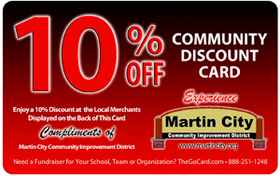 10% OFF
COMMUNITY
DISCOUNT
CARD
Enjoy a 10% Discount at the Local Merchants
Displayed on the Back of This Card
Compliments of
Martin City Community Improvement District
Experience
Martin City
Community Improvement District
www.martincity.org
Need a Fundraiser for Your School, Team or Organization? TheGoCard.com - 888-251-1248